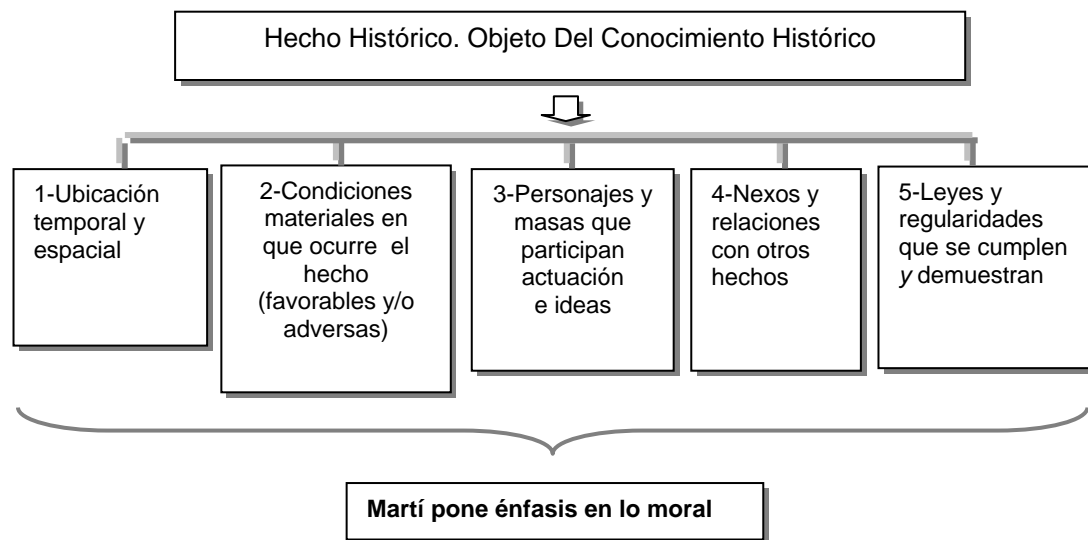 Hecho Histórico. Objeto Del Conocimiento Histórico
1-Ubicación
temporal y
espacial
2-Condiciones
materiales en
que ocurre el
hecho
(favorables y/o
adversas)
3-Personajes y
masas que
participan
actuación
e ideas
4-Nexos y
relaciones
con otros
hechos
5-Leyes y
regularidades
que se cumplen
y demuestran
Martí pone énfasis en lo moral